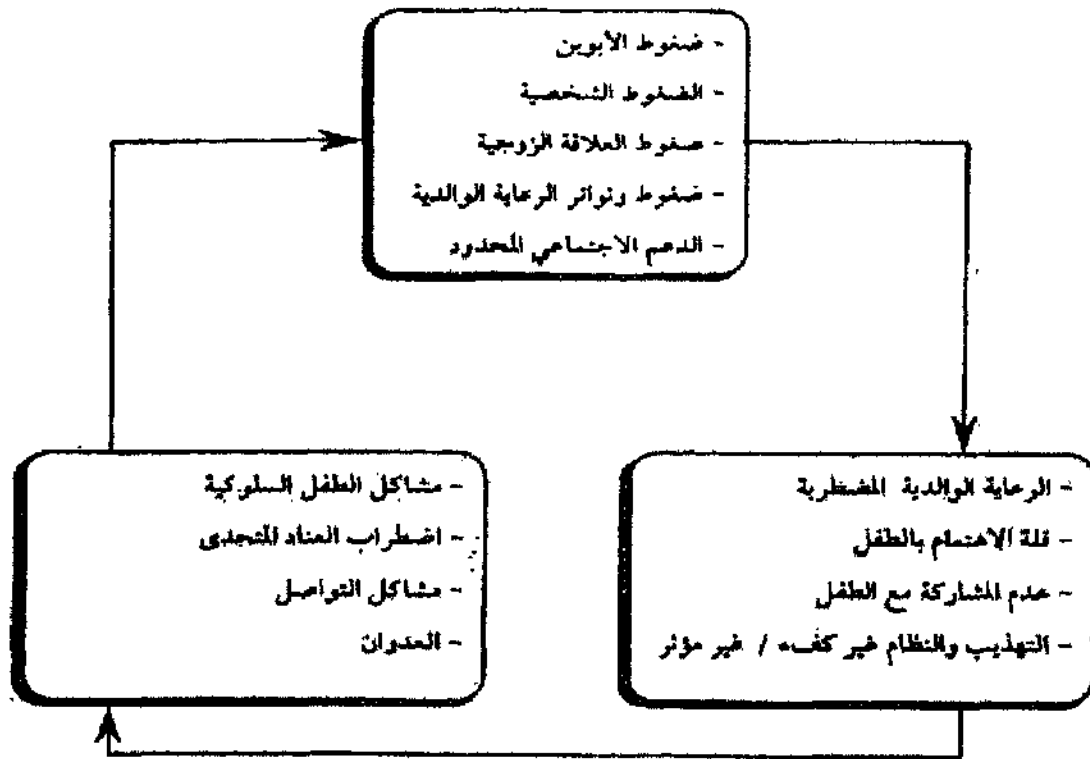 - ضغوط الأبوين
- الضغوط الشخصية
- ضغوط العلاقة الزوجية
- ضغوط وتواتر الرعاية الوالدية
- الدعم الاجتماعي المحدود
- الرعاية الوالدية المضطربة
- قلة الاهتمام بالطفل
- عدم المشاركة مع الطفل
- التهذيب والنظام غير كفء / غير مؤثر
- مشاكل الطفل السلوكية
- اضطراب العناد المتحدى
- مشاكل التواصل
- العدوان